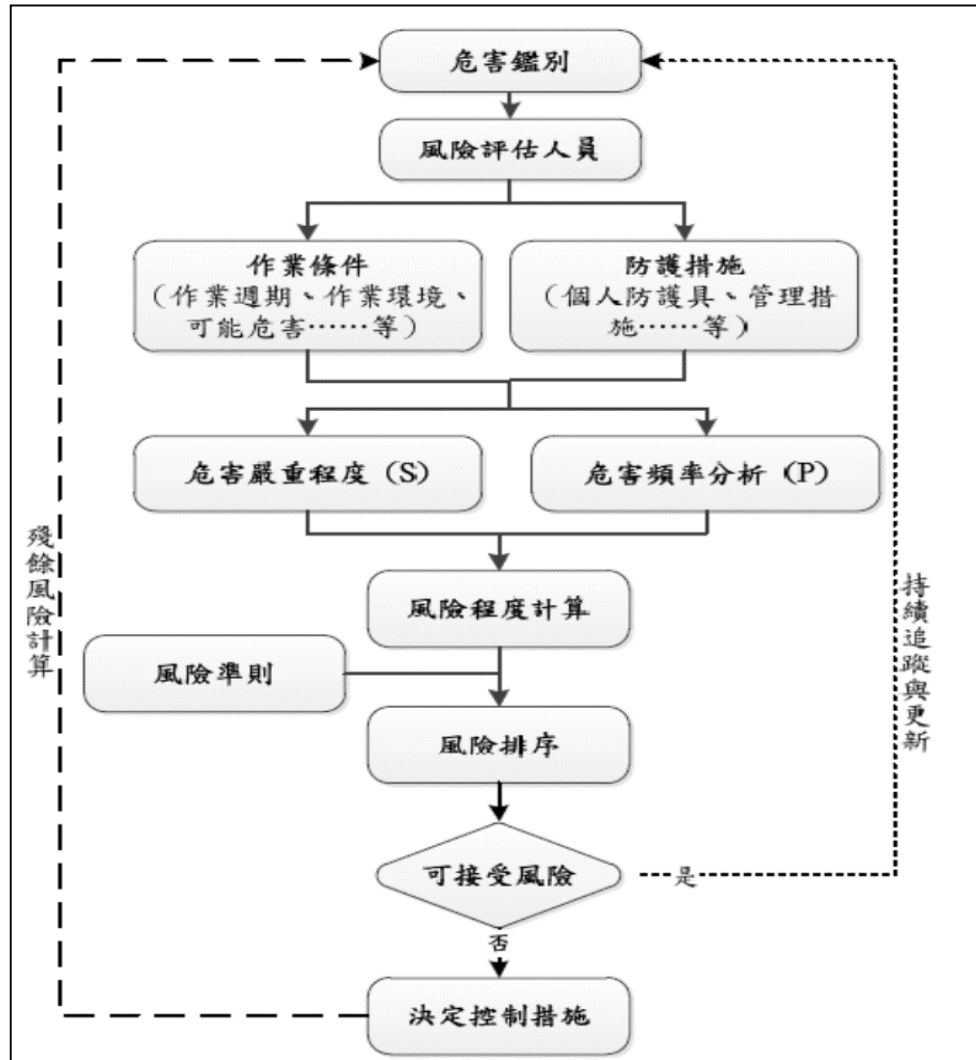 危害鑑別
風險評估人員
作業條件
（作業週期、作業環境、
可能危害……等）
防護措施
（個人防護具、管理措
施……等）
危害嚴重程度（S）
危害頻率分析（P）
風險程度計算
風險準則
風險排序
可接受風險
是
否
決定控制措施
殘餘風險計算
持續追蹤與更新